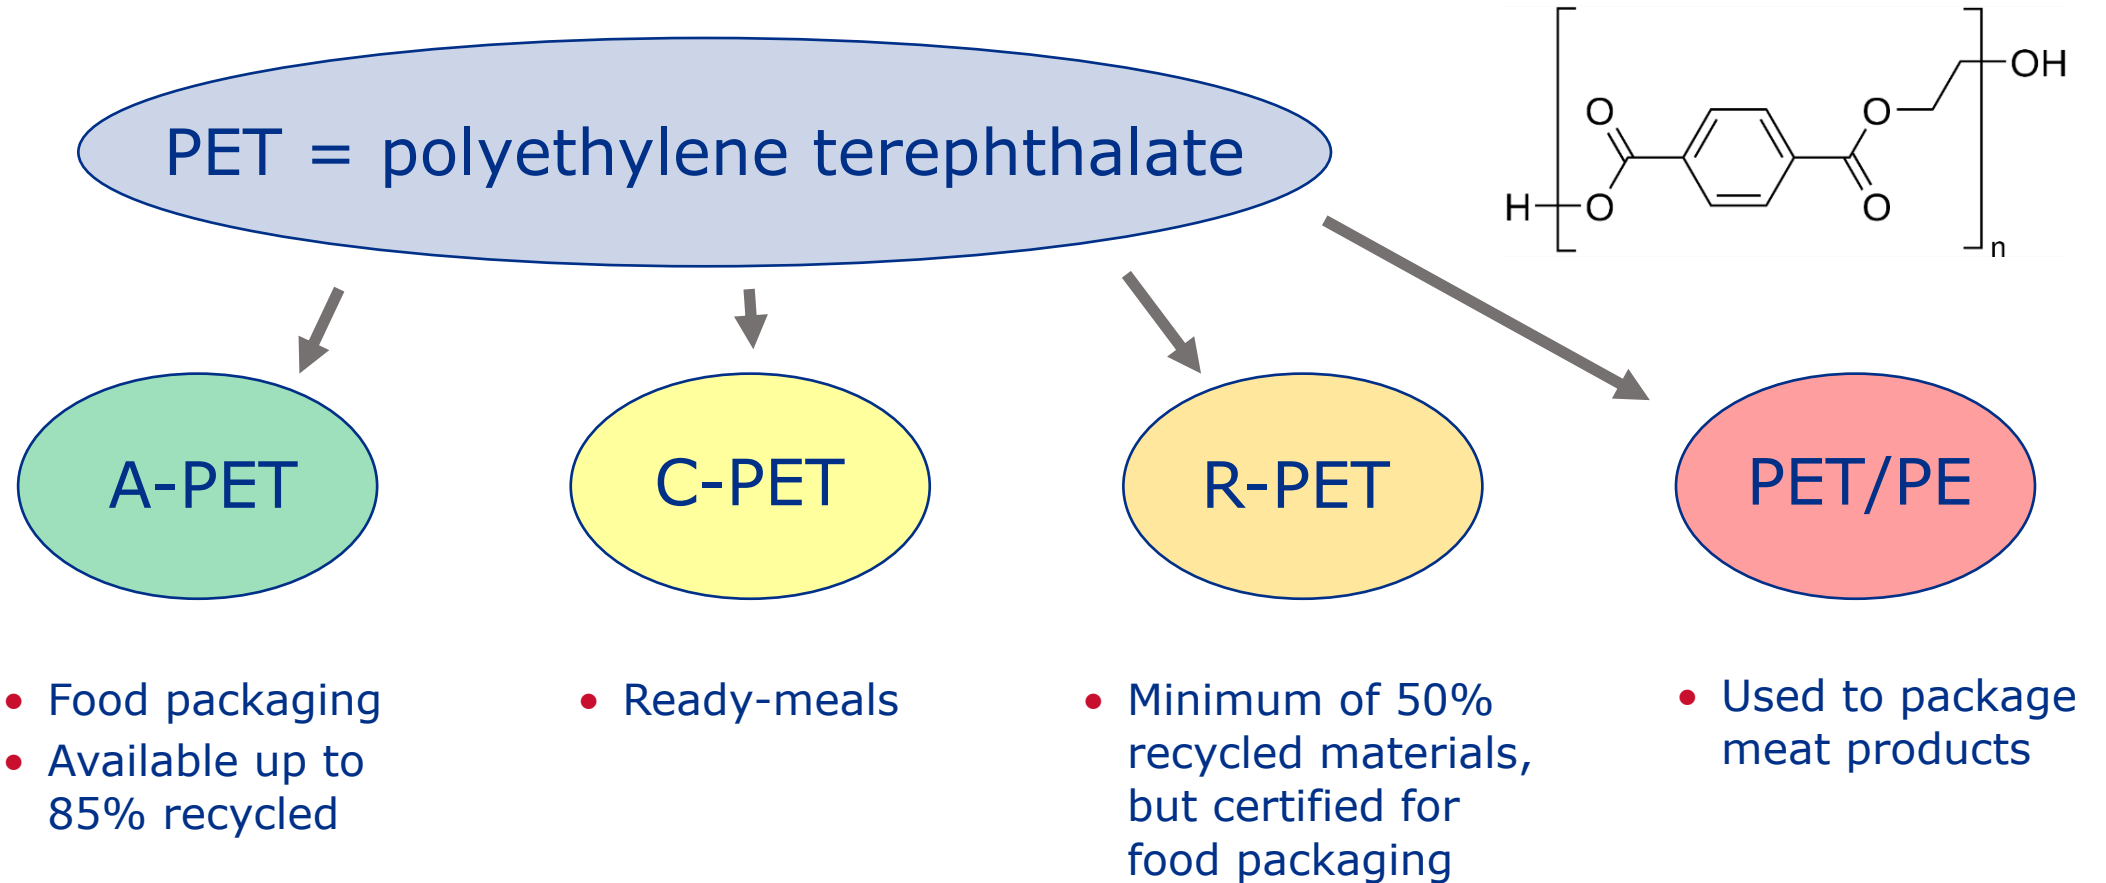 PET = polyethylene terephthalate
O
O
OH
H
O
O
n
A-PET
C-PET
R-PET
PET/PE
• Food packaging
• Available up to
85% recycled
• Ready-meals
• Minimum of 50%
recycled materials,
but certified for
food packaging
• Used to package
meat products